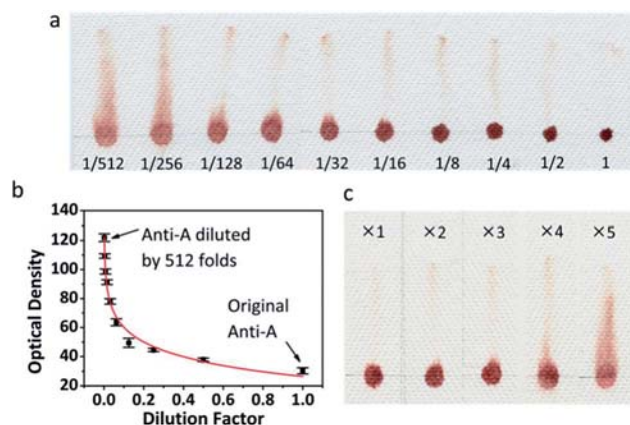 a
1/512 1/256 1/128 1/64 1/32 1/16 1/8 1/4 1/2 1
b
140
120
100
80
60
40
20
Optical Density
Anti-A diluted
by 512 folds
Original
Anti-A
0.0 0.2 0.4 0.6 0.8 1.0
Dilution Factor
c
×1 ×2 ×3 ×4 ×5